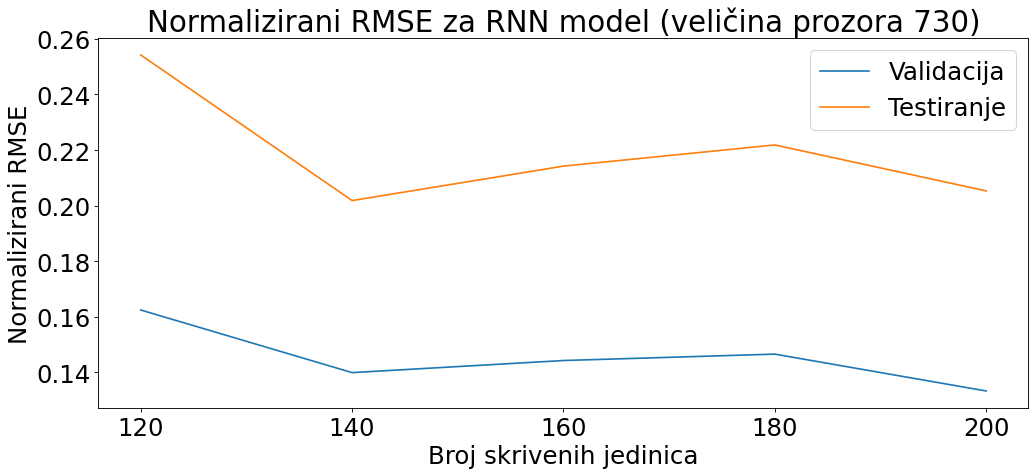 Normalizirani RMSE za RNN model (veličina prozora 730)
Normalizirani RMSE
0.26
0.24
0.22
0.20
0.18
0.16
0.14
Validacija
Testiranje
120 140 160 180 200
Broj skrivenih jedinica